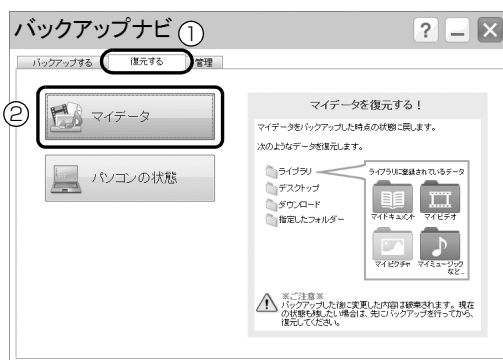 バックアップナビ
①
?
バックアップする
復元する
管理
②
マイデータ
パソコンの状態
マイデータを復元する！
マイデータをバックアップした時点の状態に戻します。
次のようなデータを復元します。
ライブラリ
デスクトップ
ダウンロード
指定したフォルダー
ライブラリに登録されているデータ
マイドキュメント
マイビデオ
マイピクチャ
マイミュージック
など…
※ご注意※
バックアップした後に変更した内容は破棄されます。現在
の状態も残したい場合は、先にバックアップを行ってから、
復元してください。